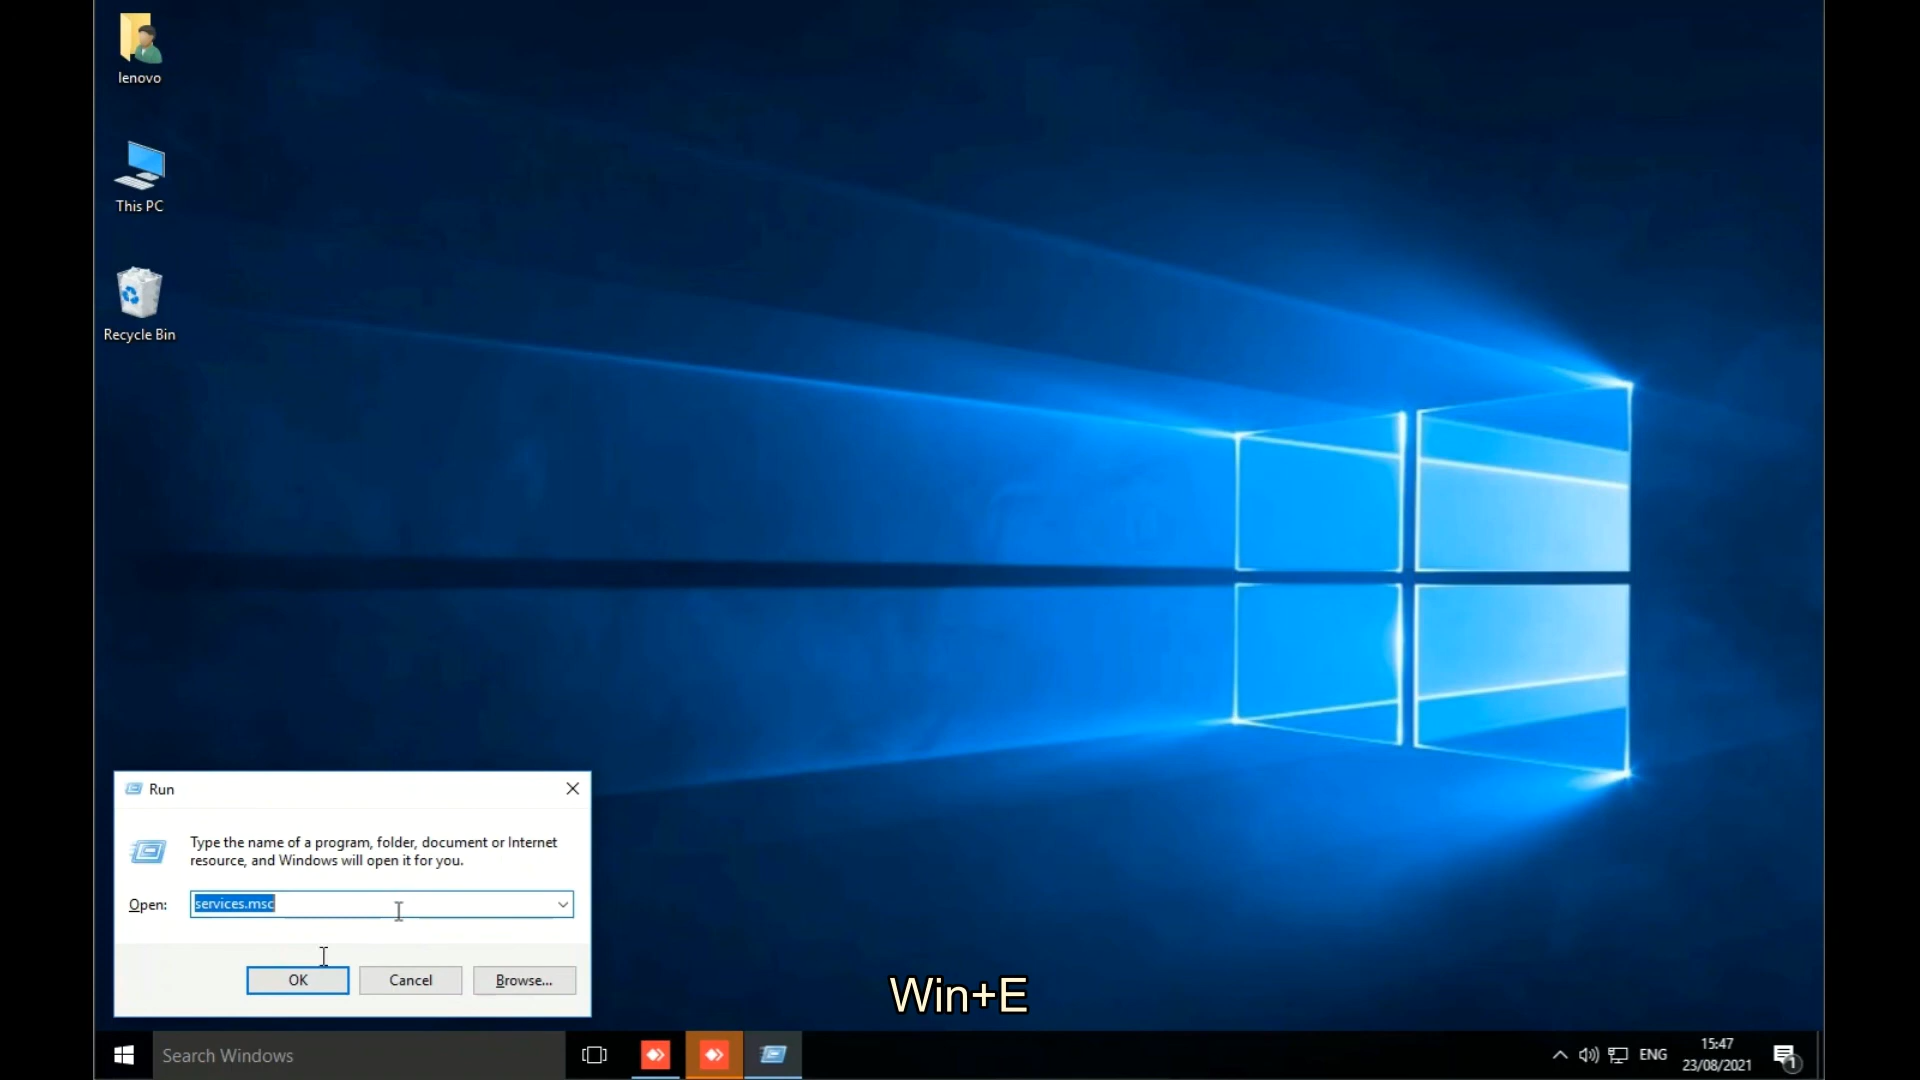 lenovo
This PC
Recycle Bin
Run
Type the name of a program, folder, document or Internet
resource, and Windows will open it for you.
Open: services.msc
OK Cancel Browse...
Win+E
Search Windows
ENG
15:47
23/08/2021
1